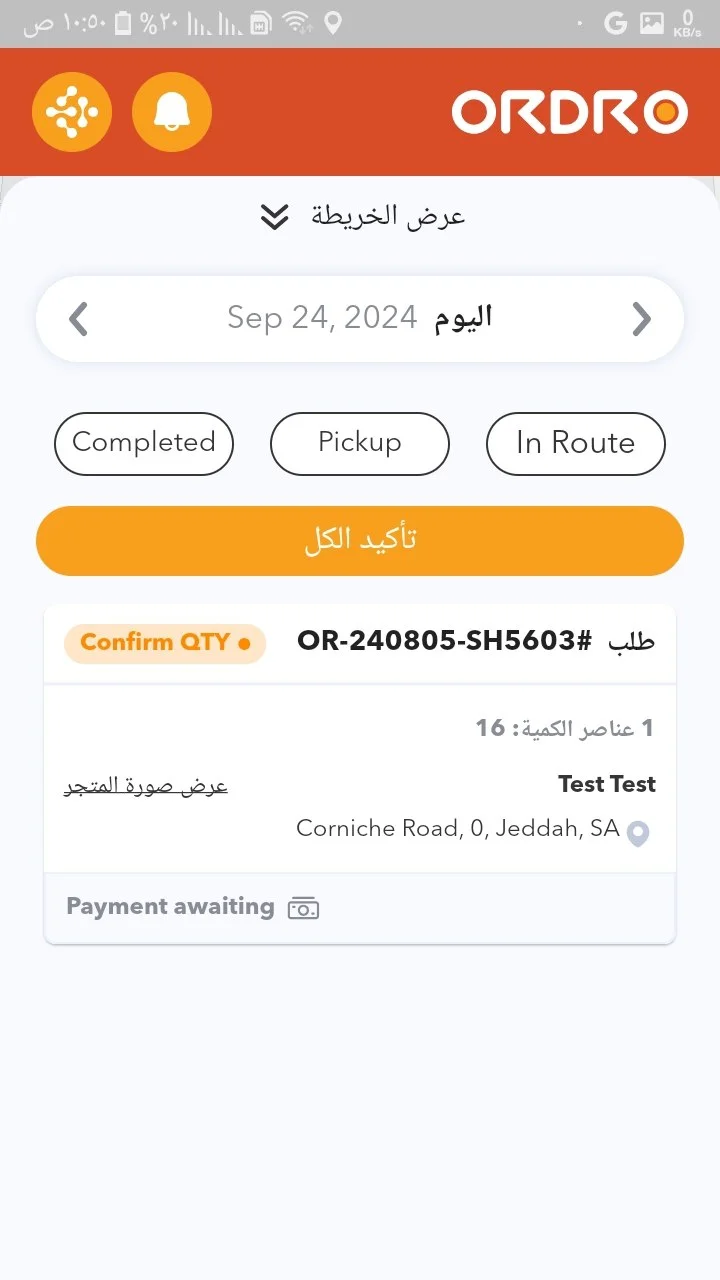 ١٠:٥٠ ص
%٢٠
0 KB/s
ORDRO
عرض الخريطة
اليوم Sep 24, 2024
Completed Pickup In Route
تأكيد الكل
طلب OR-240805-SH5603#
Confirm QTY
1 عناصر الكمية: 16
Test Test
عرض صورة المتجر
Corniche Road, 0, Jeddah, SA
Payment awaiting